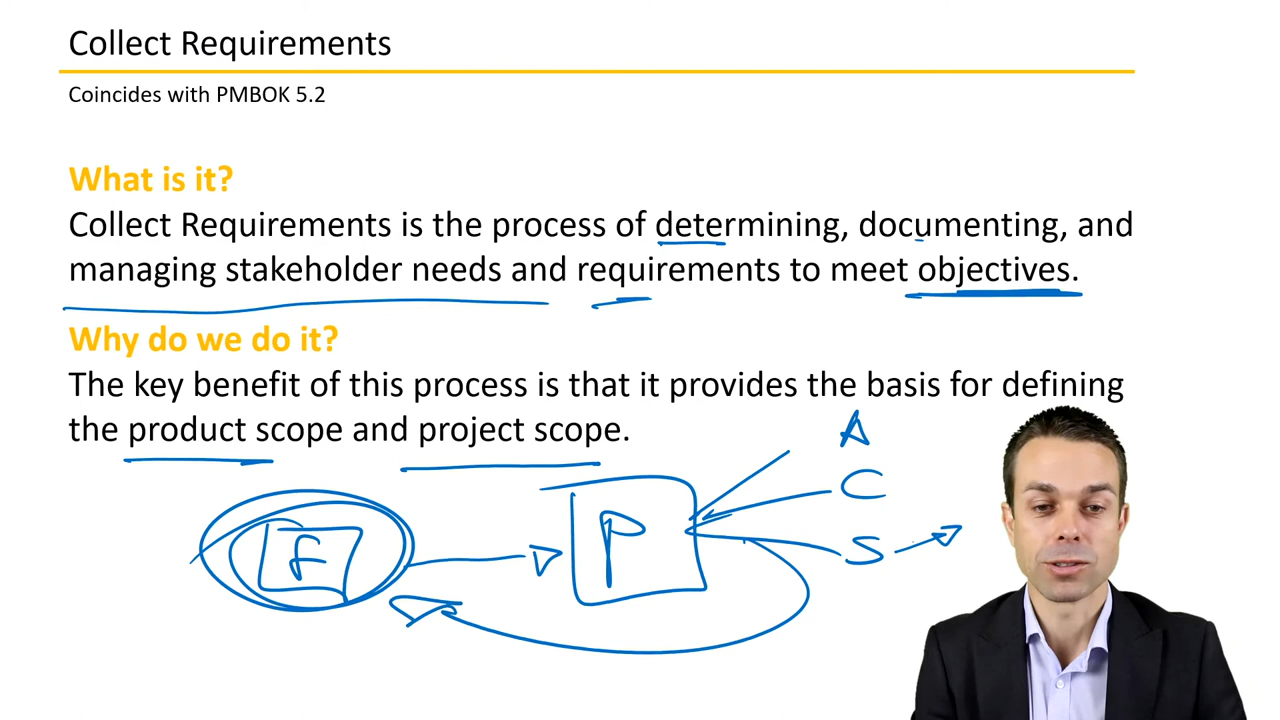 Collect Requirements
Coincides with PMBOK 5.2
What is it?
Collect Requirements is the process of determining, documenting, and
managing stakeholder needs and requirements to meet objectives.
Why do we do it?
The key benefit of this process is that it provides the basis for defining
the product scope and project scope.
A
C
F
P
S